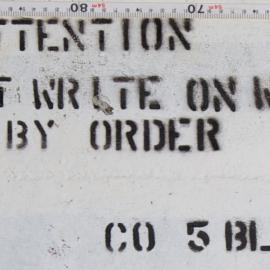 TTENTION
T WRITE ON W
BY ORDER
CO 5 BL